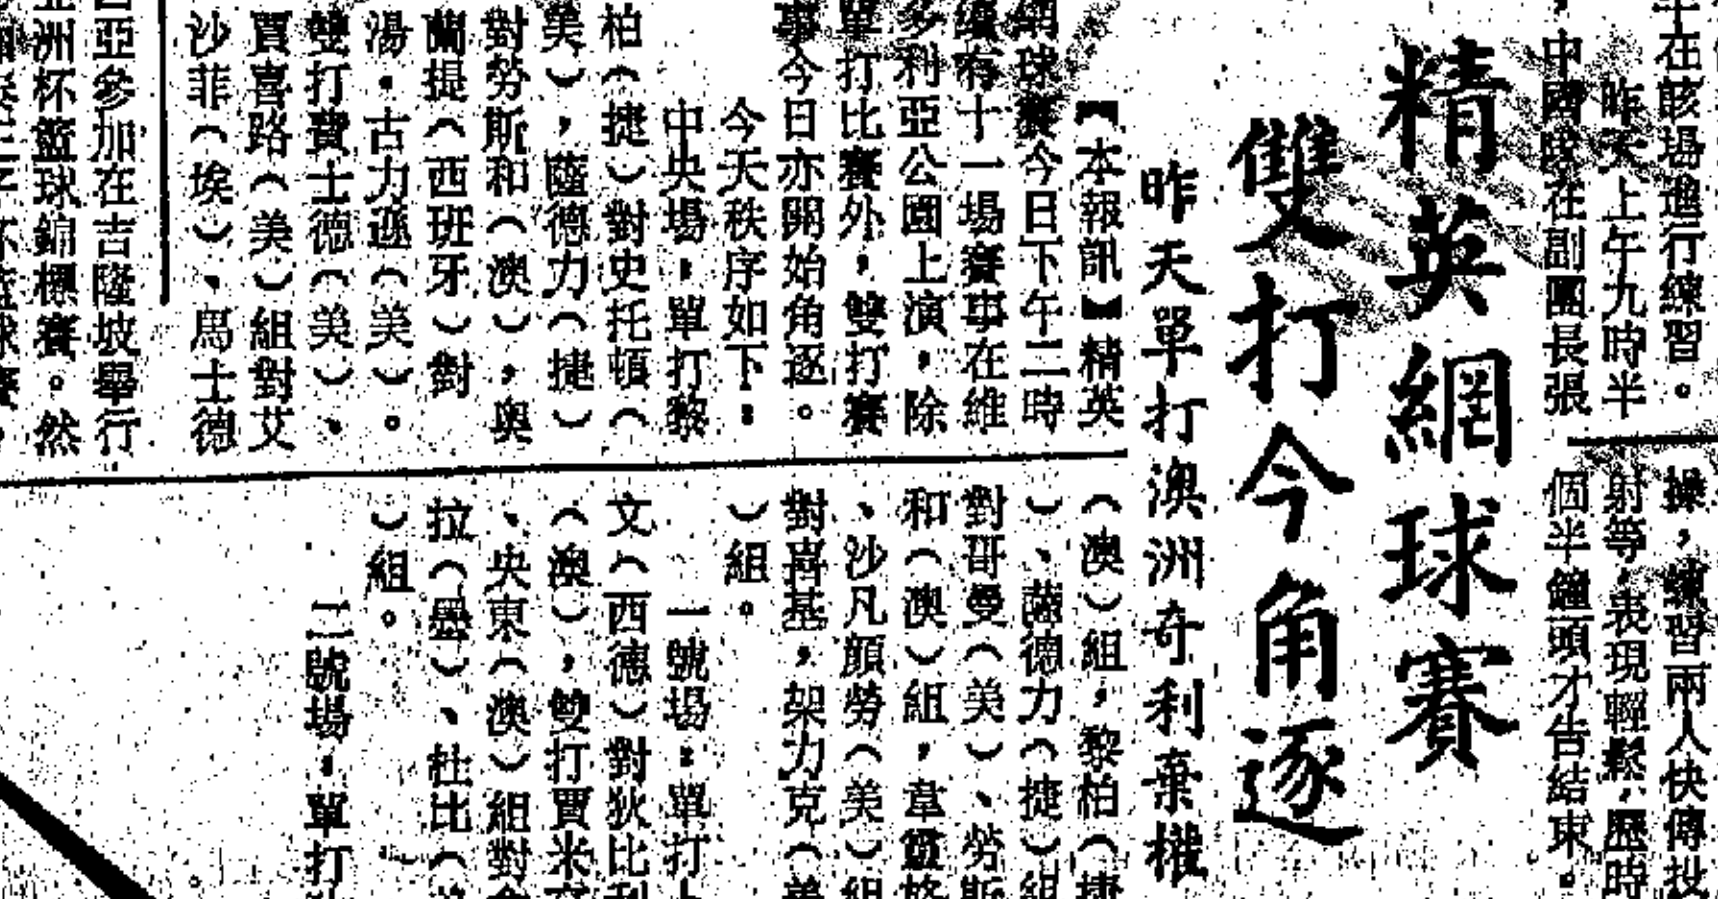 在該場進行練習。
昨天上午九時半
，中國隊在副團長張
操，練習兩人快傳投
射等，表現輕鬆，歷時
個半鐘頭才告結束。
精英網球賽
雙打今角逐
昨天單打澳洲奇利棄權
【本報訊】精英
網球賽今日下午二時
續有十一場賽事在維
多利亞公園上演，除
單打比賽外，雙打賽
事今日亦開始角逐。
今天秩序如下：
中央場：單打黎
柏（捷）對史托頓（
美），薩德力（捷）
對勞斯和（澳），奧
蘭提（西班牙）對
湯·古力遜（美）。
雙打費士德（美）、
賈喜路（美）組對艾
沙菲（埃）、馬士德
（澳）組，黎柏（捷
）、薩德力（捷）組
對哥曼（美）、勞斯
和（澳）組，韋靈
、沙凡顏勞（美）組
對喜基，架力克（美
）組。
一號場：單打
文（西德）對狄比利
（澳），雙打賈米
、央東（澳）組對
拉（墨）、杜比（
）組。
二號場：單打
西亞參加在吉隆坡舉行
亞洲杯籃球錦標賽。然